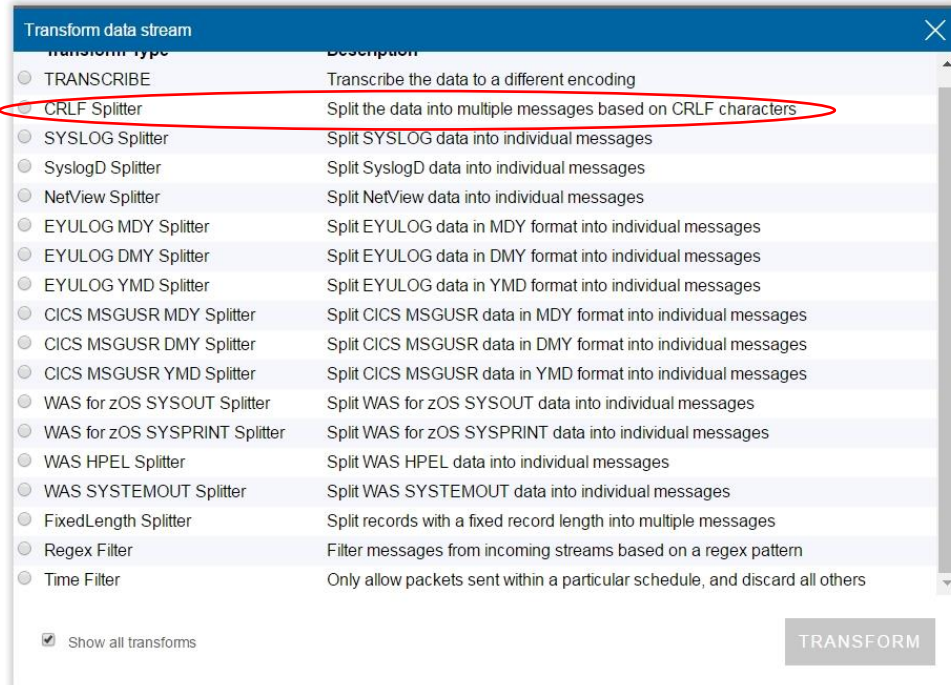 Transform data stream
Transform Type Description
TRANSCRIBE Transcribe the data to a different encoding
CRLF Splitter Split the data into multiple messages based on CRLF characters
SYSLOG Splitter Split SYSLOG data into individual messages
SyslogD Splitter Split SyslogD data into individual messages
NetView Splitter Split NetView data into individual messages
EYULOG MDY Splitter Split EYULOG data in MDY format into individual messages
EYULOG DMY Splitter Split EYULOG data in DMY format into individual messages
EYULOG YMD Splitter Split EYULOG data in YMD format into individual messages
CICS MSGUSR MDY Splitter Split CICS MSGUSR data in MDY format into individual messages
CICS MSGUSR DMY Splitter Split CICS MSGUSR data in DMY format into individual messages
CICS MSGUSR YMD Splitter Split CICS MSGUSR data in YMD format into individual messages
WAS for zOS SYSOUT Splitter Split WAS for zOS SYSOUT data into individual messages
WAS for zOS SYSPRINT Splitter Split WAS for zOS SYSPRINT data into individual messages
WAS HPEL Splitter Split WAS HPEL data into individual messages
WAS SYSTEMOUT Splitter Split WAS SYSTEMOUT data into individual messages
FixedLength Splitter Split records with a fixed record length into multiple messages
Regex Filter Filter messages from incoming streams based on a regex pattern
Time Filter Only allow packets sent within a particular schedule, and discard all others
Show all transforms TRANSFORM